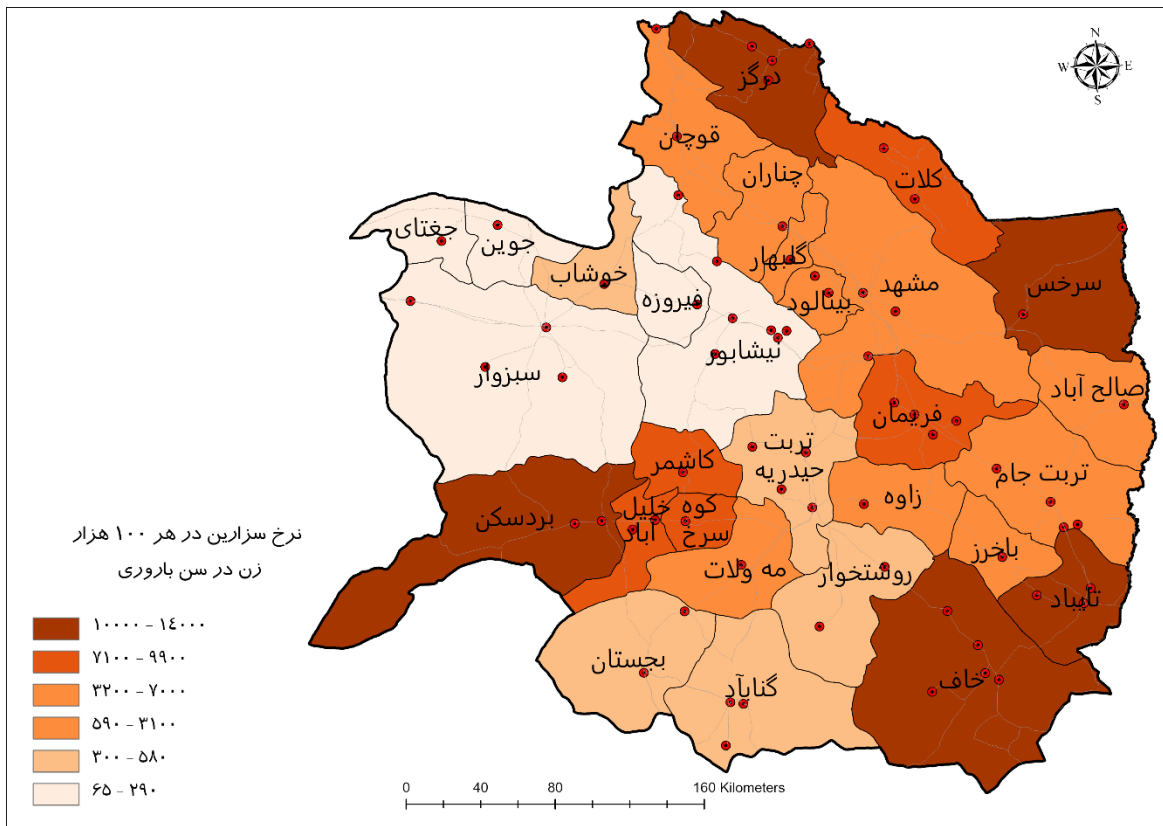 N
W E
S
درگز
قوچان
چناران
کلات
جغتای
جوین
گلبهار
خوشاب
مشهد
سرخس
فیروزه
بینالود
نیشابور
سبزوار
صالح آباد
فریمان
تربت
حیدریه
کاشمر
تربت جام
زاوه
بردسکن
خلیل
آباد
کوه
سرخ
باخرز
مه ولات
روشتخوار
تایباد
بجستان
گنابآد
خاف
نرخ سزارین در هر ۱۰۰ هزار
زن در سن باروری
۱۰۰۰۰ - ۱٤۰۰۰
۷۱۰۰ - ۹۹۰۰
۳۲۰۰ - ۷۰۰۰
۵۹۰ - ۳۱۰۰
۳۰۰ - ۵۸۰
۶۵ - ۲۹۰
0 40 80 160 Kilometers